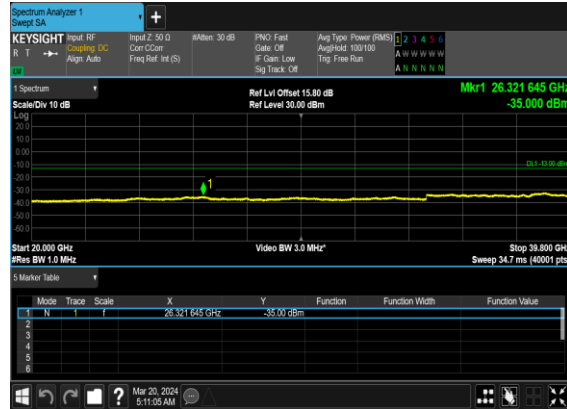 Spectrum Analyzer 1
Swept SA
+
KEYSIGHT Input: RF Input Z: 50 Ω #Atten: 30 dB PNO: Fast Avg Type: Power (RMS) 1 2 3 4 5 6
R T Coupling: DC Corr CCorr Gate: Off Avg|Hold: 100/100 A W W W W W
Align: Auto Freq Ref: Int (S) IF Gain: Low Trig: Free Run
Sig Track: Off A N N N N N
1 Spectrum Ref Lvl Offset 15.80 dB Mkr1 26.321 645 GHz
Scale/Div 10 dB Ref Level 30.00 dBm -35.000 dBm
Log
20.0
10.0
0.00
-10.0 DL1 -13.00 dBm
-20.0
-30.0 1
-40.0
-50.0
-60.0
Start 20.000 GHz Video BW 3.0 MHz* Stop 39.800 GHz
#Res BW 1.0 MHz Sweep 34.7 ms (40001 pts)
5 Marker Table
Mode Trace Scale X Y Function Function Width Function Value
1 N 1 f 26.321 645 GHz -35.00 dBm
2
3
4
5
6
? Mar 20, 2024
5:11:05 AM